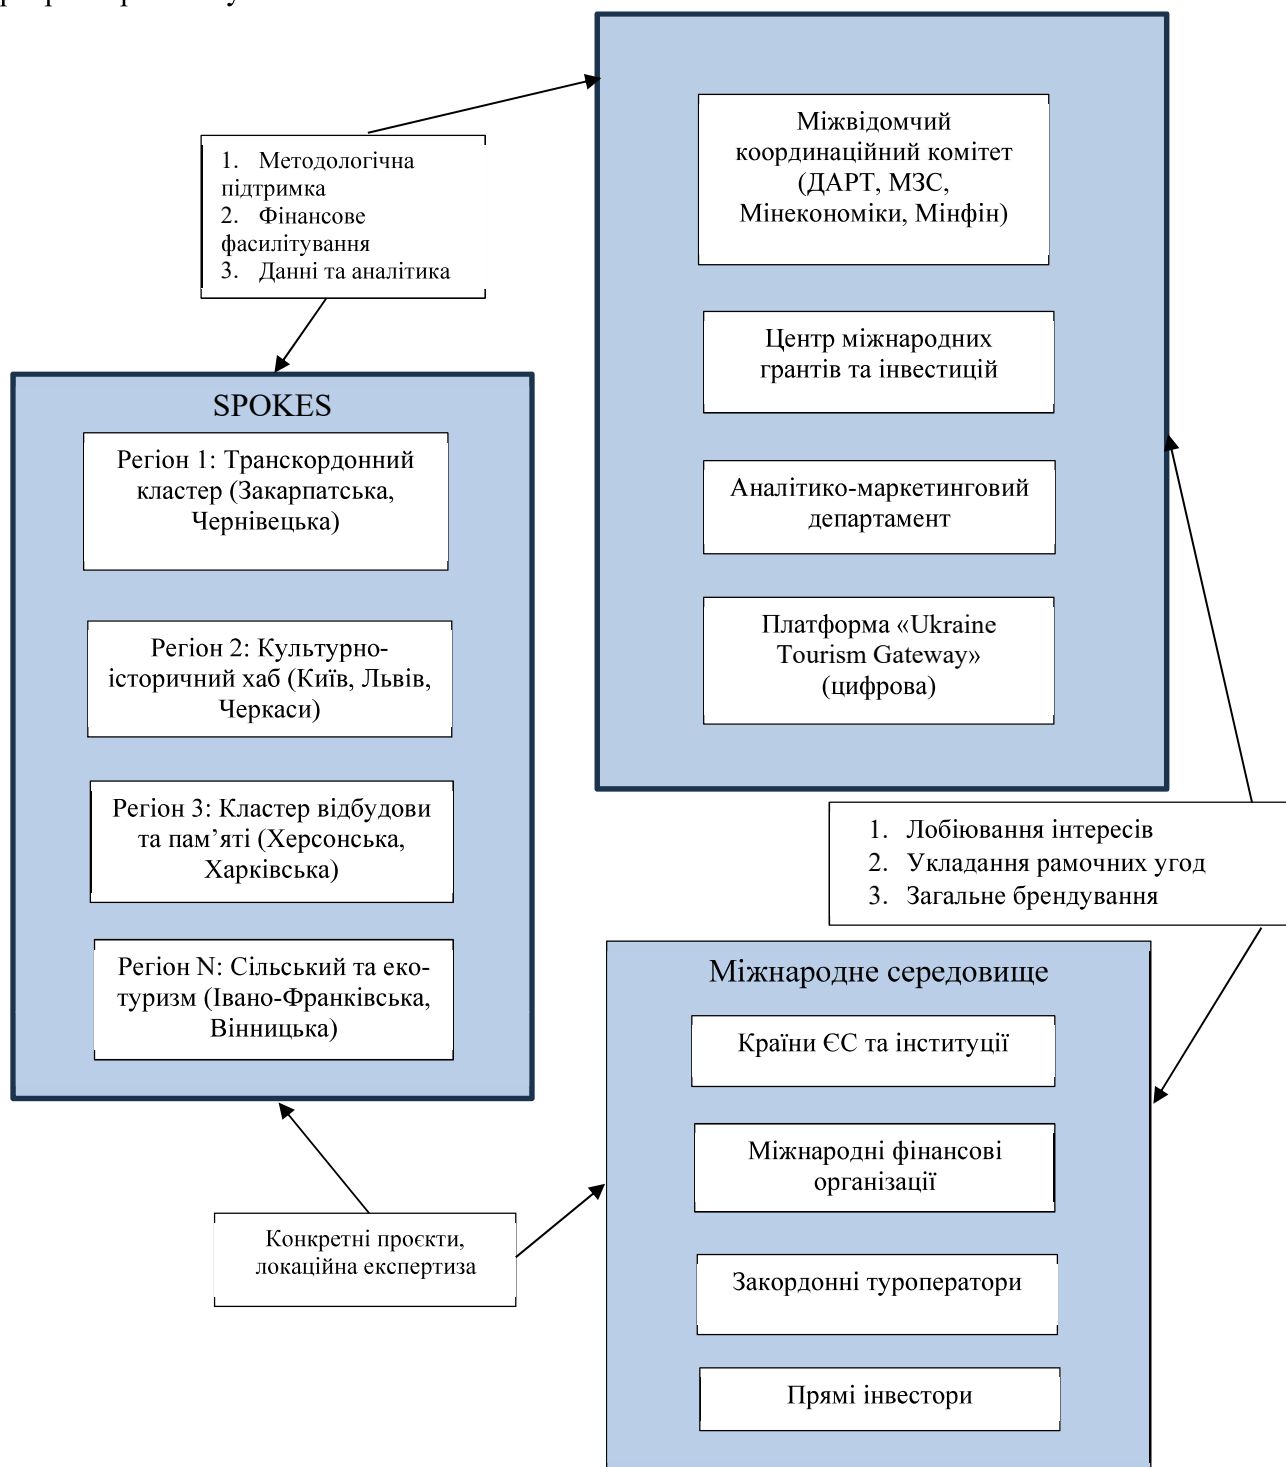 Міжвідомчий
координаційний комітет
(ДАРТ, МЗС,
Мінекономіки, Мінфін)
Центр міжнародних
грантів та інвестицій
Аналітико-маркетинговий
департамент
Платформа «Ukraine
Tourism Gateway»
(цифрова)
1. Методологічна
підтримка
2. Фінансове
фасилітування
3. Данні та аналітика
SPOKES
Регіон 1: Транскордонний
кластер (Закарпатська,
Чернівецька)
Регіон 2: Культурно-
історичний хаб (Київ, Львів,
Черкаси)
Регіон 3: Кластер відбудови
та пам’яті (Херсонська,
Харківська)
Регіон N: Сільський та еко-
туризм (Івано-Франківська,
Вінницька)
1. Лобіювання інтересів
2. Укладання рамочних угод
3. Загальне брендування
Міжнародне середовище
Країни ЄС та інституції
Міжнародні фінансові
організації
Закордонні туроператори
Прямі інвестори
Конкретні проєкти,
локаційна експертиза